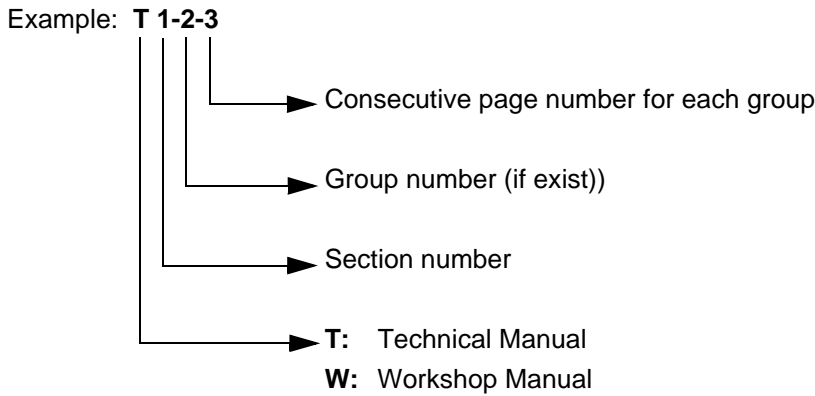 Example: T 1-2-3
Consecutive page number for each group
Group number (if exist))
Section number
T: Technical Manual
W: Workshop Manual